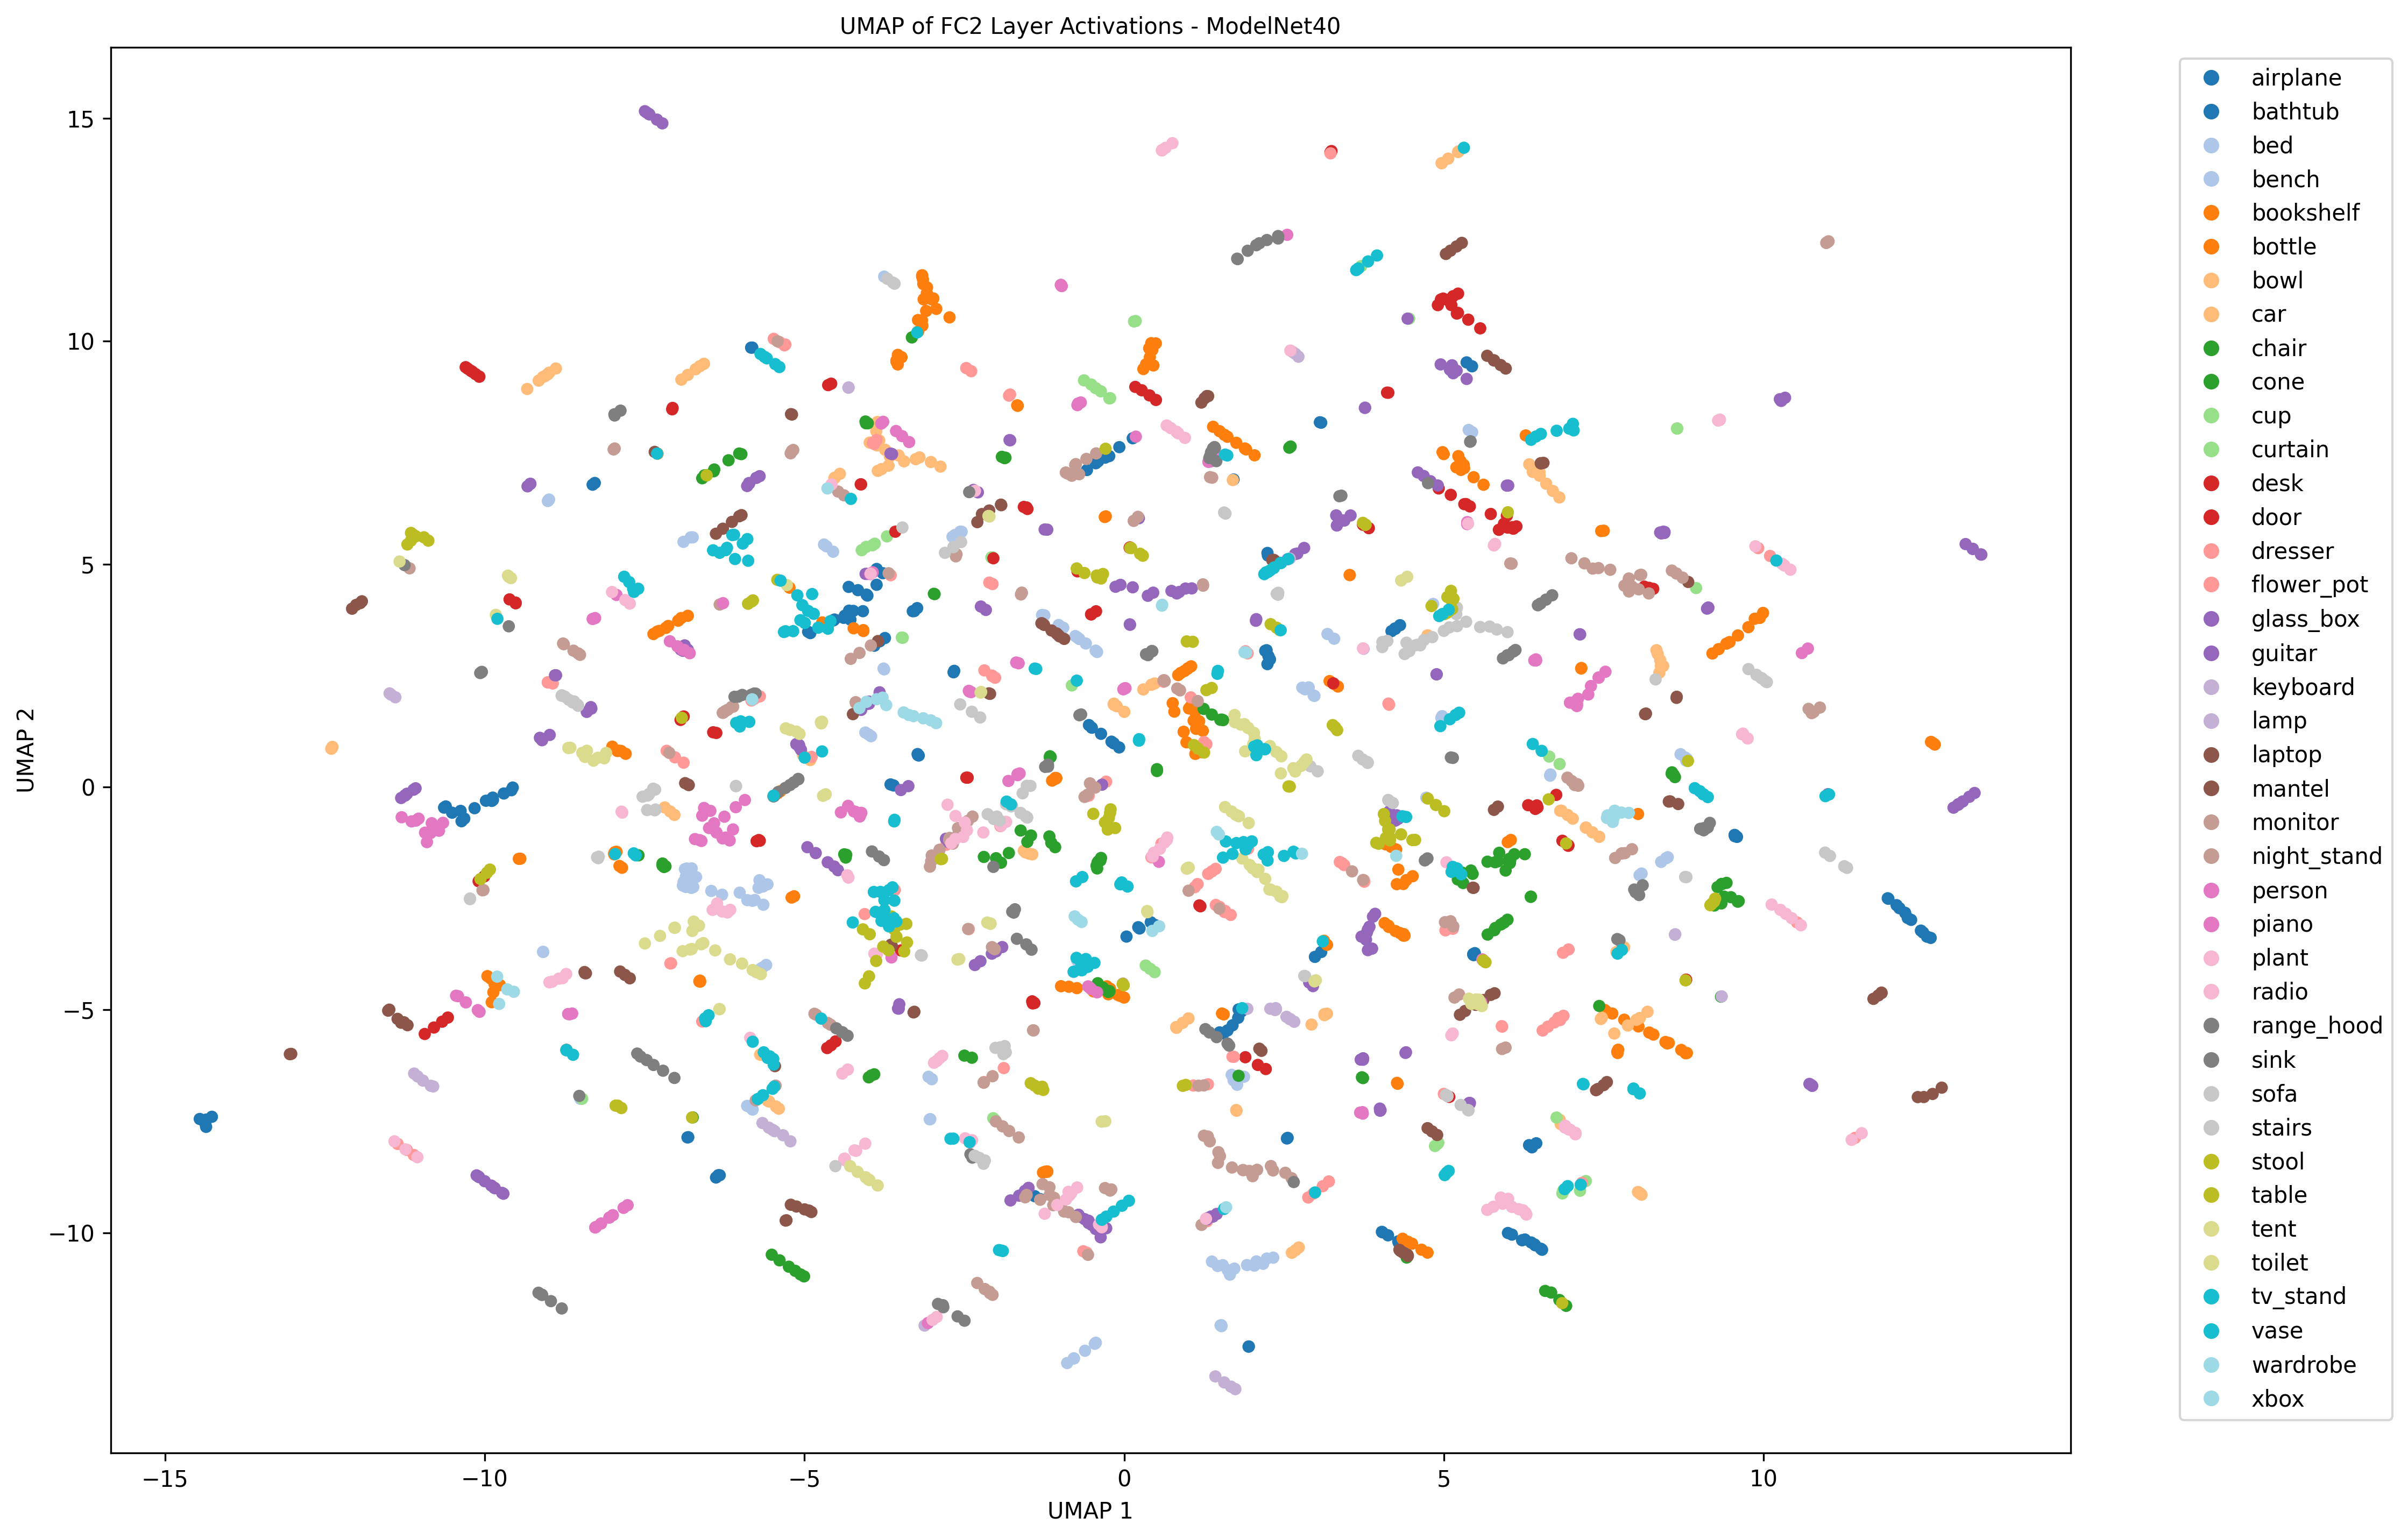 UMAP of FC2 Layer Activations - ModelNet40
15
10
5
0
−5
−10
UMAP 2
−15
−10
−5
0
5
10
UMAP 1
airplane
bathtub
bed
bench
bookshelf
bottle
bowl
car
chair
cone
cup
curtain
desk
door
dresser
flower_pot
glass_box
guitar
keyboard
lamp
laptop
mantel
monitor
night_stand
person
piano
plant
radio
range_hood
sink
sofa
stairs
stool
table
tent
toilet
tv_stand
vase
wardrobe
xbox